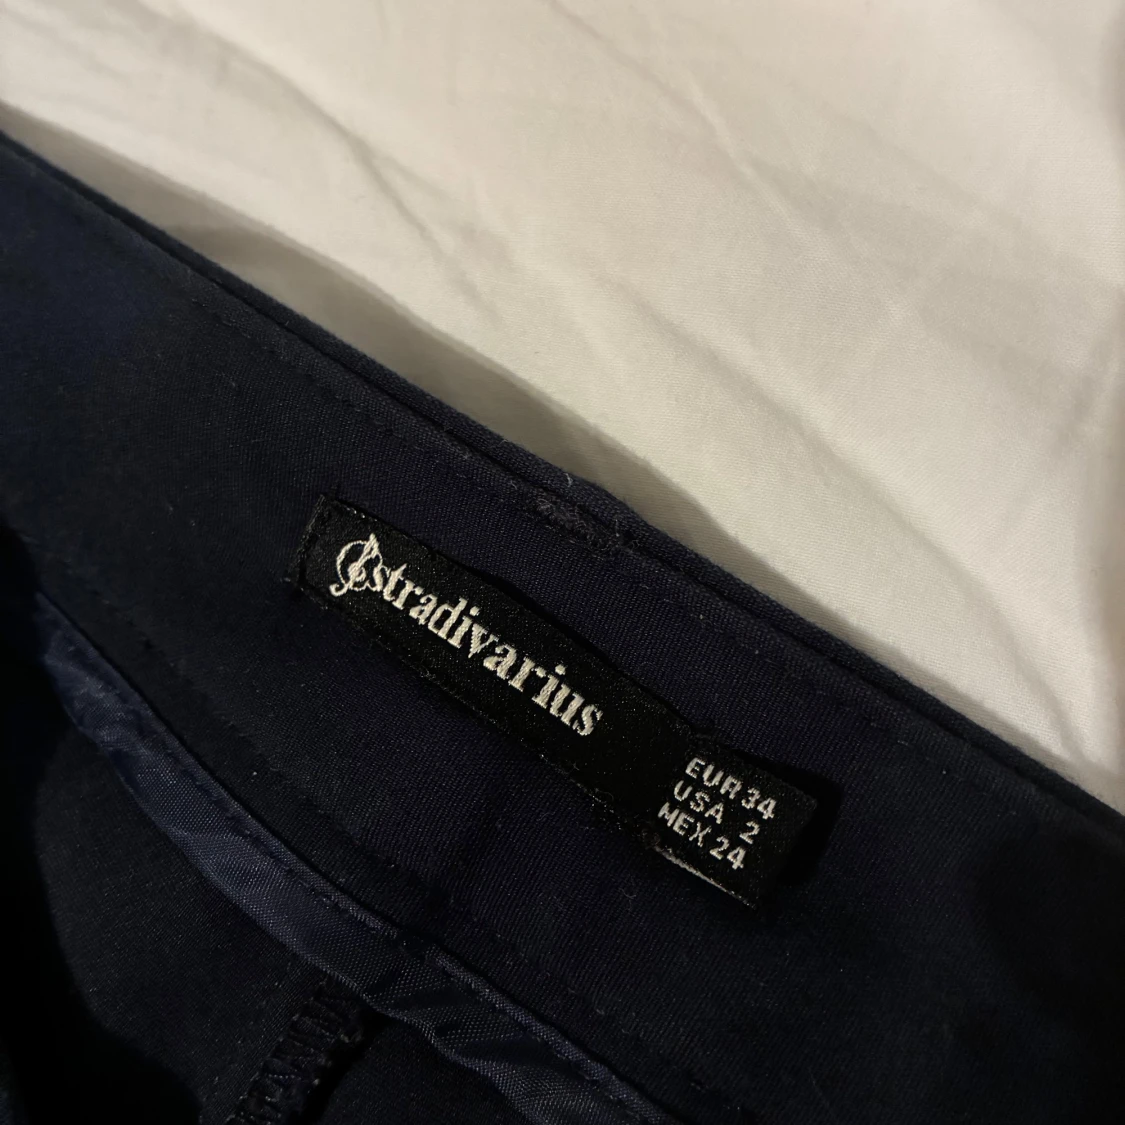 stradivarius
EUR 34
USA 2
MEX 24